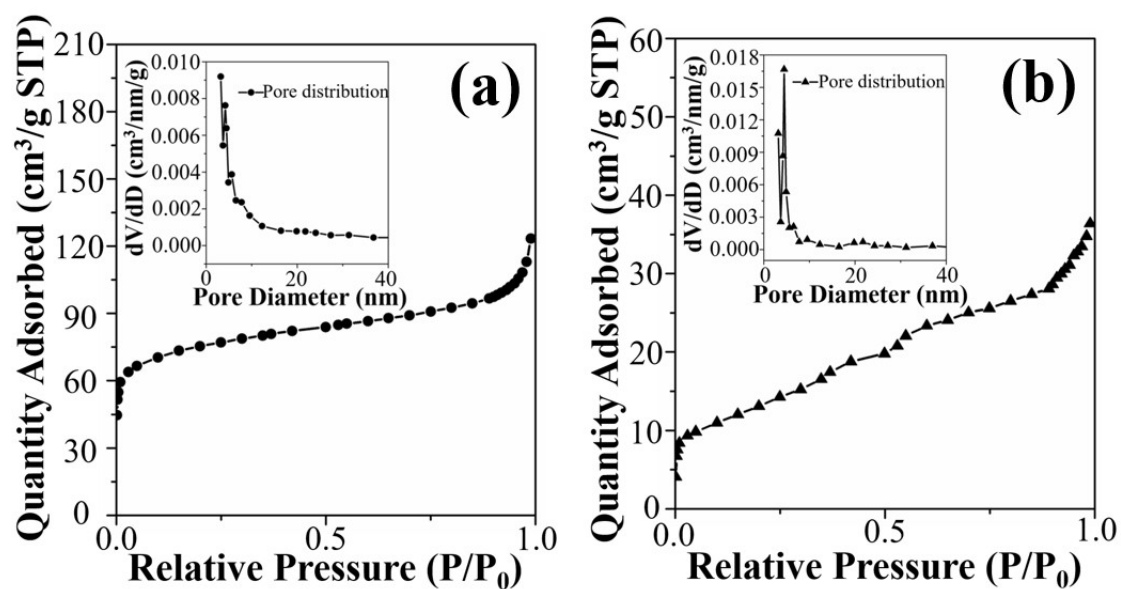 (a)
Quantity Adsorbed (cm³/g STP)
210
180
150
120
90
60
30
0
0.0 0.5 1.0
Relative Pressure (P/P₀)
dV/dD (cm³/nm/g)
0.010
0.008
0.006
0.004
0.002
0.000
0 10 20 30 40
Pore Diameter (nm)
Pore distribution
(b)
Quantity Adsorbed (cm³/g STP)
60
50
40
30
20
10
0
0.0 0.5 1.0
Relative Pressure (P/P₀)
dV/dD (cm³/nm/g)
0.018
0.015
0.012
0.009
0.006
0.003
0.000
0 10 20 30 40
Pore Diameter (nm)
Pore distribution